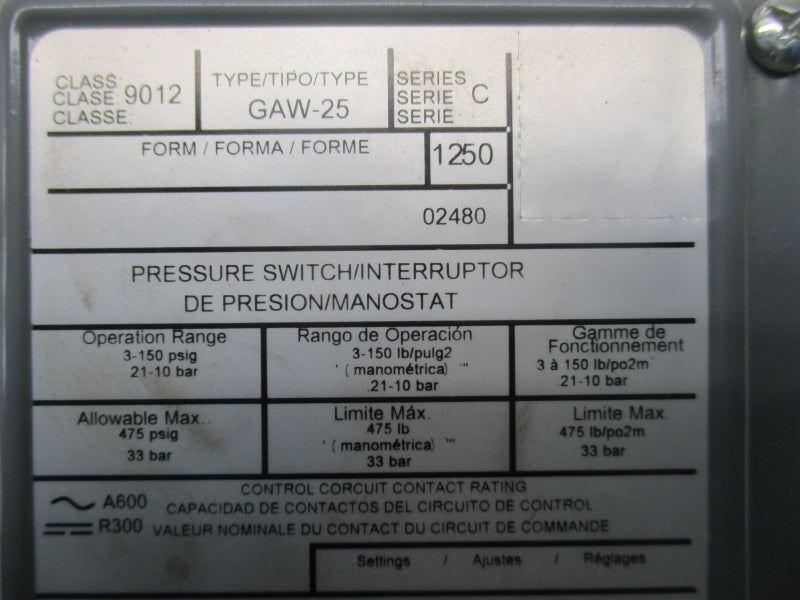 CLASS
CLASE 9012
CLASSE:
TYPE/TIPO/TYPE
GAW-25
SERIES
SERIE C
SERIE
FORM / FORMA / FORME
1250
02480
PRESSURE SWITCH/INTERRUPTOR
DE PRESION/MANOSTAT
Operation Range
3-150 psig
21-10 bar
Rango de Operación
3-150 lb/pulg2
(manométrica)
.21-10 bar
Gamme de
Fonctionnement
3 à 150 lb/po2m
.21-10 bar
Allowable Max.
475 psig
33 bar
Limite Máx.
475 lb
(manométrica)
33 bar
Limite Max.
475 lb/po2m
33 bar
CONTROL CORCUIT CONTACT RATING
A600 CAPACIDAD DE CONTACTOS DEL CIRCUITO DE CONTROL
R300 VALEUR NOMINALE DU CONTACT DU CIRCUIT DE COMMANDE
Settings / Ajustes / Réglages